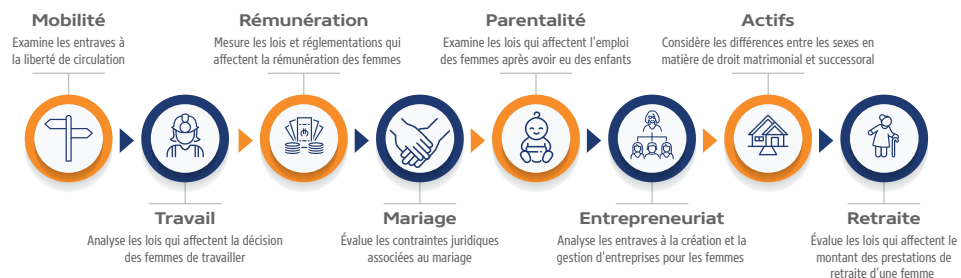 Mobilité
Examine les entraves à
la liberté de circulation
Travail
Analyse les lois qui affectent la décision
des femmes de travailler
Rémunération
Mesure les lois et réglementations qui
affectent la rémunération des femmes
Mariage
Évalue les contraintes juridiques
associées au mariage
Parentalité
Examine les lois qui affectent l'emploi
des femmes après avoir eu des enfants
Entrepreneuriat
Analyse les entraves à la création et la
gestion d'entreprises pour les femmes
Actifs
Considère les différences entre les sexes en
matière de droit matrimonial et successoral
Retraite
Évalue les lois qui affectent le
montant des prestations de
retraite d'une femme